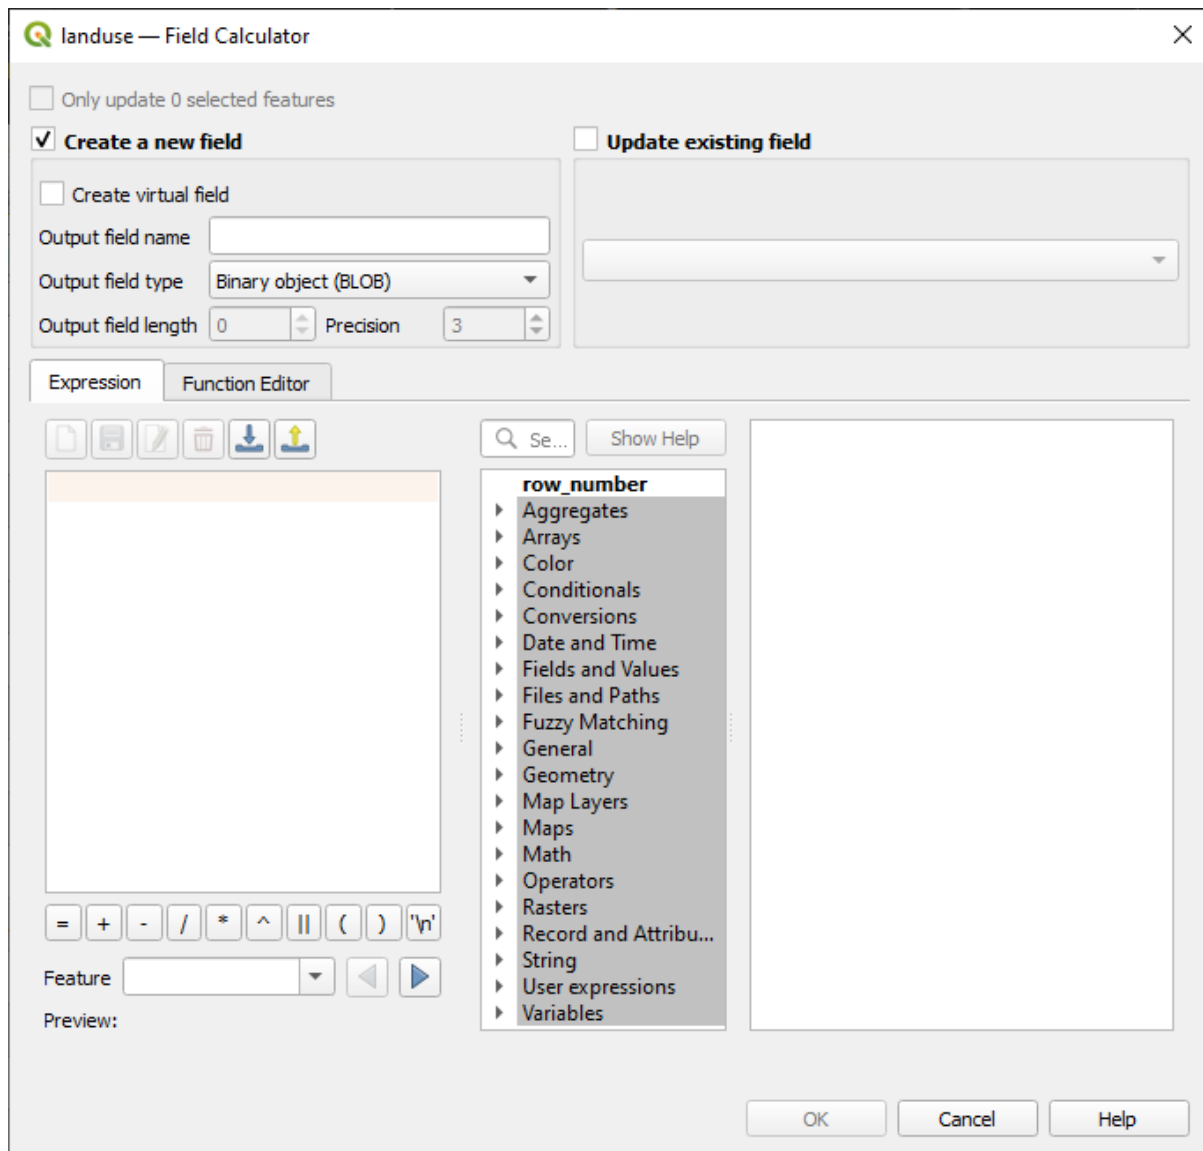 landuse — Field Calculator
Only update 0 selected features
Create a new field
Update existing field
Create virtual field
Output field name
Output field type Binary object (BLOB)
Output field length 0 Precision 3
Expression Function Editor
Se... Show Help
row_number
Aggregates
Arrays
Color
Conditionals
Conversions
Date and Time
Fields and Values
Files and Paths
Fuzzy Matching
General
Geometry
Map Layers
Maps
Math
Operators
Rasters
Record and Attribu...
String
User expressions
Variables
= + - / * ^ || ( ) '\n'
Feature
Preview:
OK Cancel Help